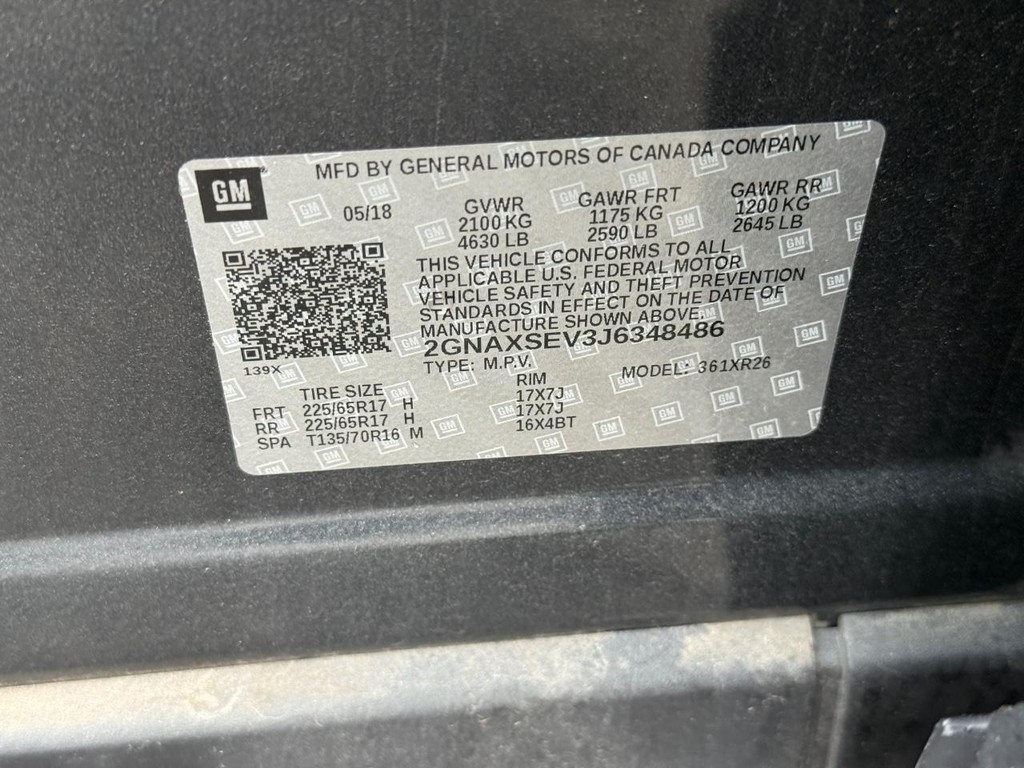 MFD BY GENERAL MOTORS OF CANADA COMPANY
GM
05/18
GVWR GAWR FRT GAWR RR
2100 KG 1175 KG 1200 KG
4630 LB 2590 LB 2645 LB
THIS VEHICLE CONFORMS TO ALL
APPLICABLE U.S. FEDERAL MOTOR
VEHICLE SAFETY AND THEFT PREVENTION
STANDARDS IN EFFECT ON THE DATE OF
MANUFACTURE SHOWN ABOVE.
2GNAXSEV3J6348486
TYPE: M.P.V. MODEL: 361XR26
139X
TIRE SIZE RIM
FRT 225/65R17 H 17X7J
RR 225/65R17 H 17X7J
SPA T135/70R16 M 16X4BT